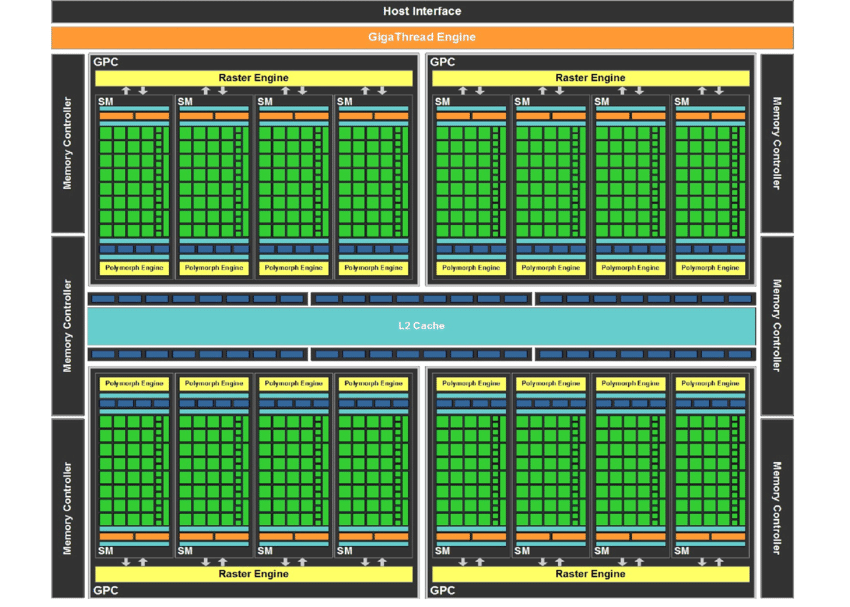 Host Interface
GigaThread Engine
Memory Controller
Memory Controller
Memory Controller
Memory Controller
Memory Controller
Memory Controller
GPC
Raster Engine
SM SM SM SM
Polymorph Engine Polymorph Engine Polymorph Engine Polymorph Engine
GPC
Raster Engine
SM SM SM SM
Polymorph Engine Polymorph Engine Polymorph Engine Polymorph Engine
L2 Cache
Polymorph Engine Polymorph Engine Polymorph Engine Polymorph Engine
SM SM SM SM
Raster Engine
GPC
Polymorph Engine Polymorph Engine Polymorph Engine Polymorph Engine
SM SM SM SM
Raster Engine
GPC